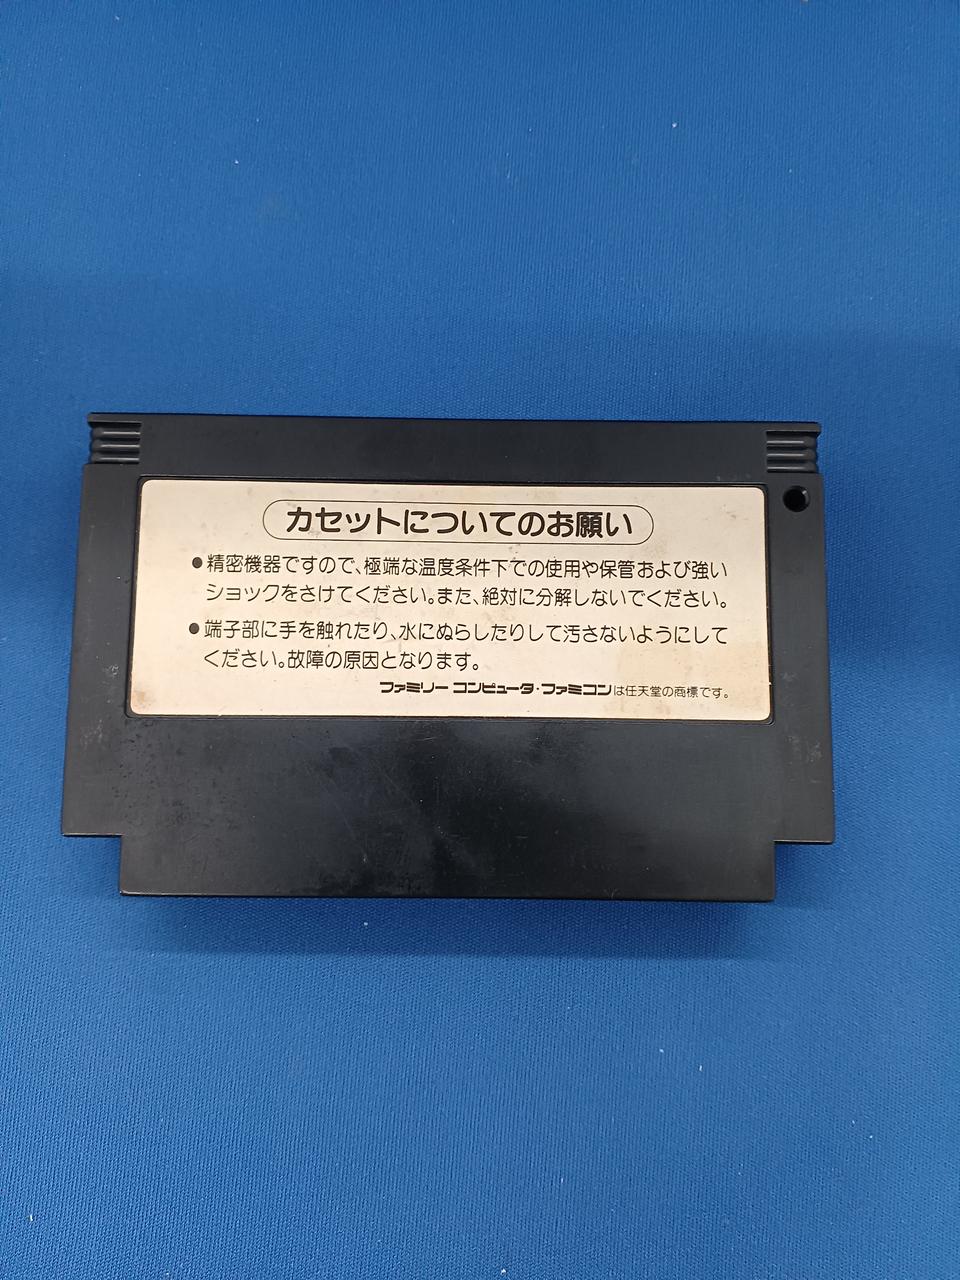 カセットについてのお願い
●精密機器ですので、極端な温度条件下での使用や保管および強い
ショックをさけてください。また、絶対に分解しないでください。
●端子部に手を触れたり、水にぬらしたりして汚さないようにして
ください。故障の原因となります。
ファミリー コンピュータ・ファミコンは任天堂の商標です。